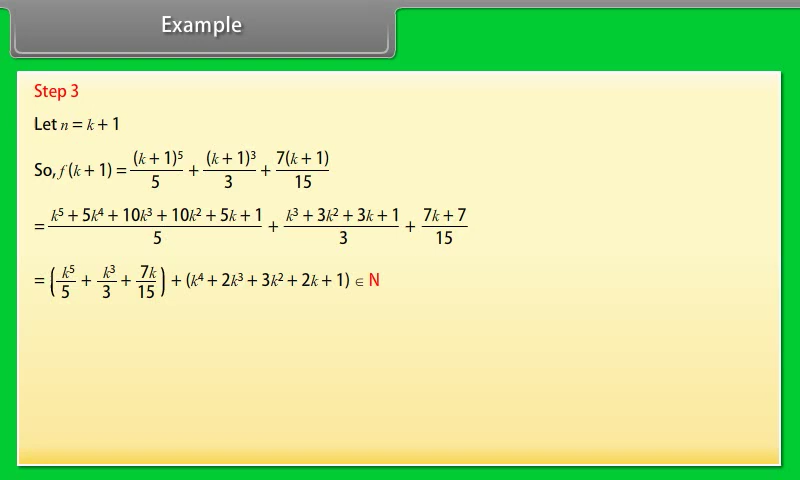 Example
Step 3
Let n = k + 1
So, f (k + 1) = (k + 1)⁵/5 + (k + 1)³/3 + 7(k + 1)/15
= k⁵ + 5k⁴ + 10k³ + 10k² + 5k + 1/5 + k³ + 3k² + 3k + 1/3 + 7k + 7/15
= (k⁵/5 + k³/3 + 7k/15) + (k⁴ + 2k³ + 3k² + 2k + 1) ∈ N